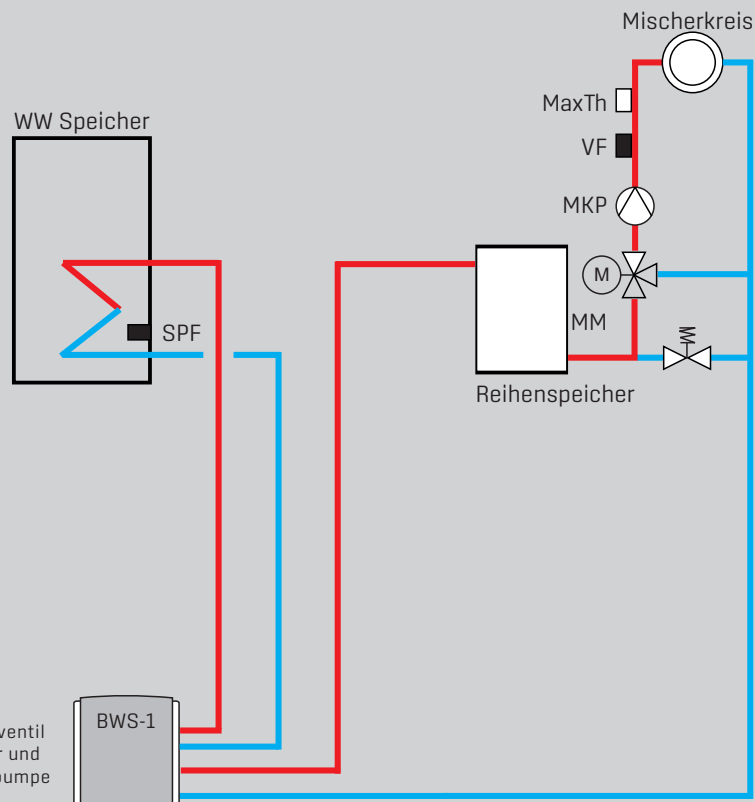 Mischerkreis
MaxTh
WW Speicher
VF
MKP
M
SPF
MM
Reihenspeicher
BWS-1
ventil
und
pumpe